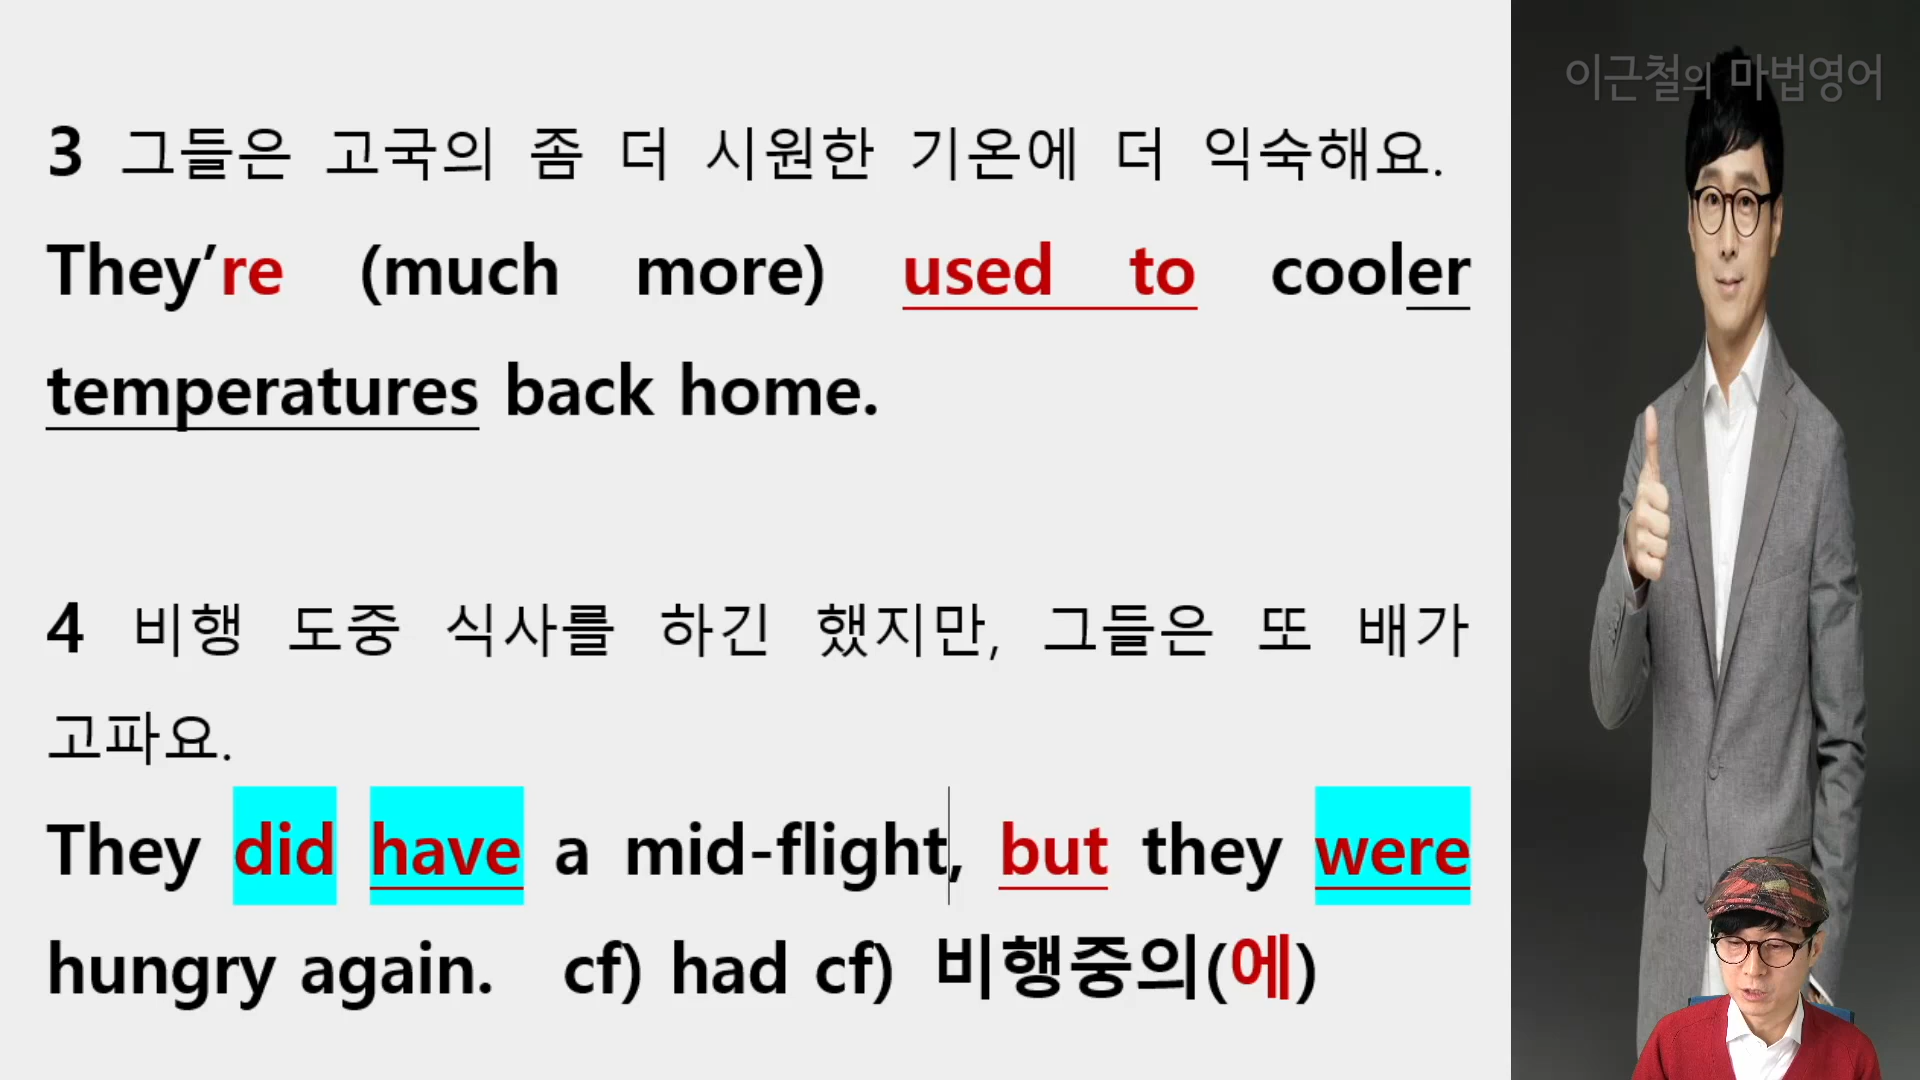 이근철의 마법영어
3 그들은 고국의 좀 더 시원한 기온에 더 익숙해요.
They’re (much more) used to cooler
temperatures back home.
4 비행 도중 식사를 하긴 했지만, 그들은 또 배가
고파요.
They did have a mid-flight, but they were
hungry again. cf) had cf) 비행중의(에)